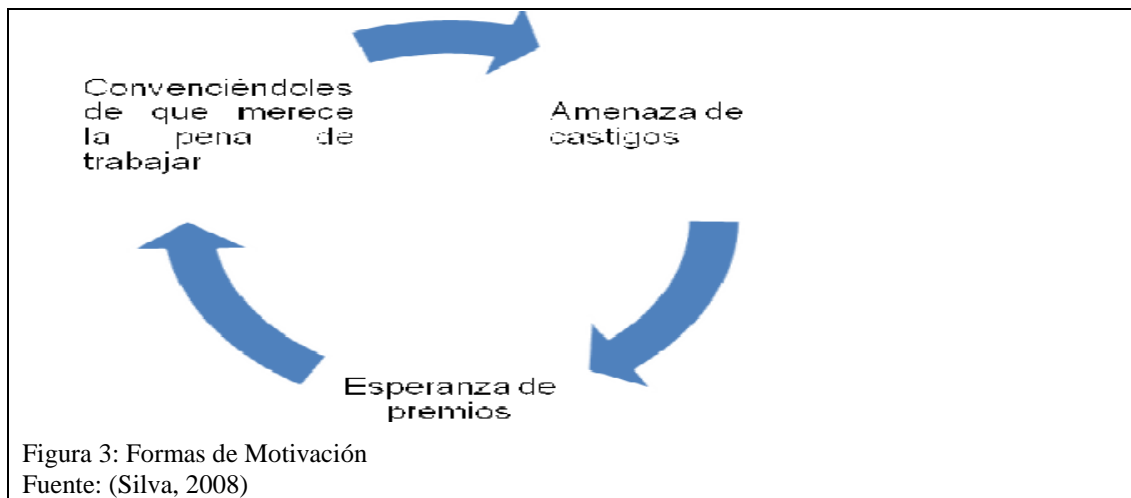 Convenciéndoles
de que merece
la pena de
trabajar
Amenaza de
castigos
Esperanza de
premios
Figura 3: Formas de Motivación
Fuente: (Silva, 2008)